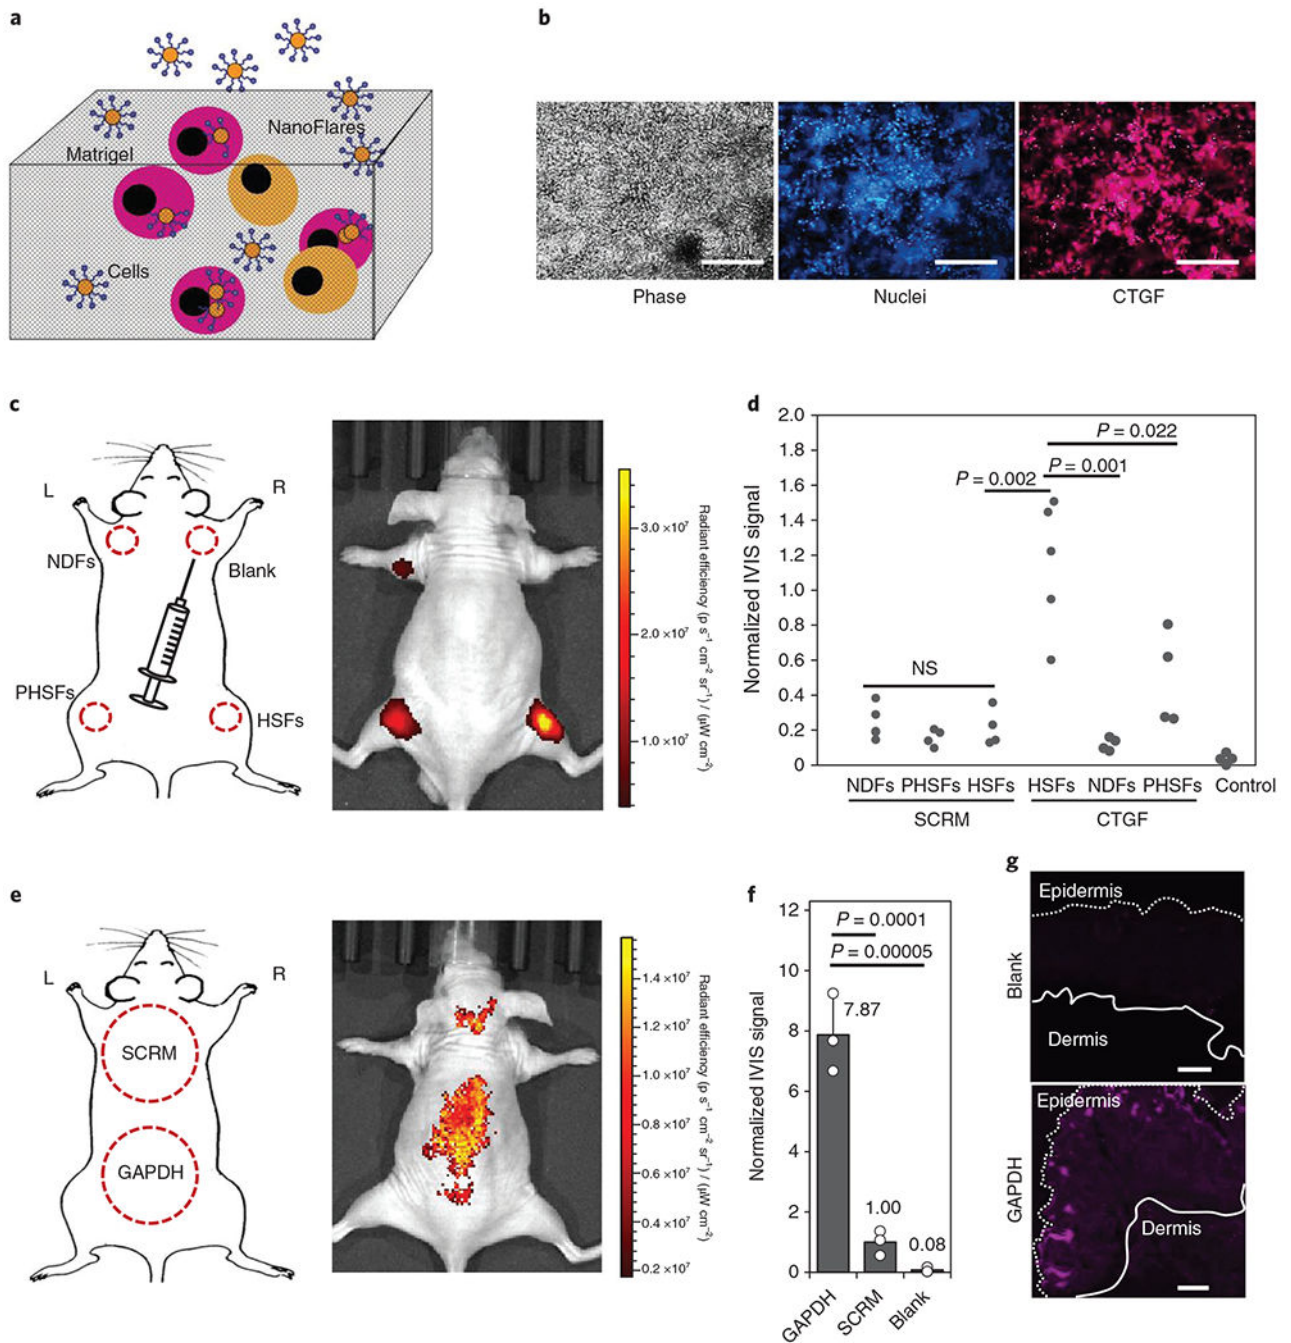 a
NanoFlares
Matrigel
Cells
b
Phase
Nuclei
CTGF
c
L
R
NDFs
Blank
PHSFs
HSFs
3.0 ×10⁷
2.0 ×10⁷
1.0 ×10⁷
Radiant efficiency (p s⁻¹ cm⁻² sr⁻¹) / (µW cm⁻²)
d
Normalized IVIS signal
2.0
1.8
1.6
1.4
1.2
1.0
0.8
0.6
0.4
0.2
0
P = 0.022
P = 0.001
P = 0.002
NS
NDFs PHSFs HSFs HSFs NDFs PHSFs Control
SCRM CTGF
e
L
R
SCRM
GAPDH
1.4 ×10⁷
1.2 ×10⁷
1.0 ×10⁷
0.8 ×10⁷
0.6 ×10⁷
0.4 ×10⁷
0.2 ×10⁷
Radiant efficiency (p s⁻¹ cm⁻² sr⁻¹) / (µW cm⁻²)
f
Normalized IVIS signal
12
10
8
6
4
2
0
P = 0.0001
P = 0.00005
7.87
1.00
0.08
GAPDH SCRM Blank
g
Blank
Epidermis
Dermis
GAPDH
Epidermis
Dermis